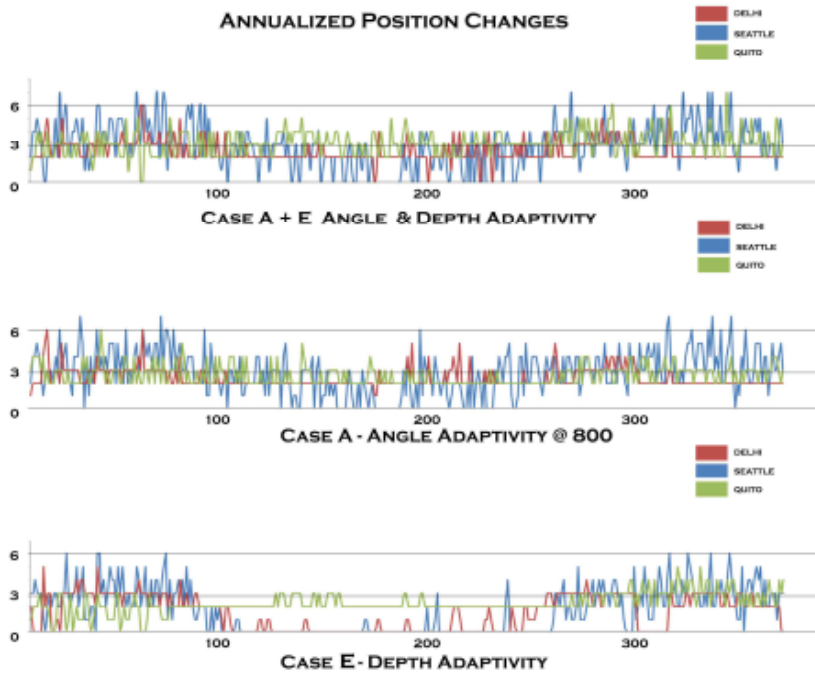 ANNUALIZED POSITION CHANGES
DELHI
SEATTLE
QUITO
6
3
0
100 200 300
CASE A + E ANGLE & DEPTH ADAPTIVITY
DELHI
SEATTLE
QUITO
6
3
0
100 200 300
CASE A - ANGLE ADAPTIVITY @ 800
DELHI
SEATTLE
QUITO
6
3
0
100 200 300
CASE E - DEPTH ADAPTIVITY